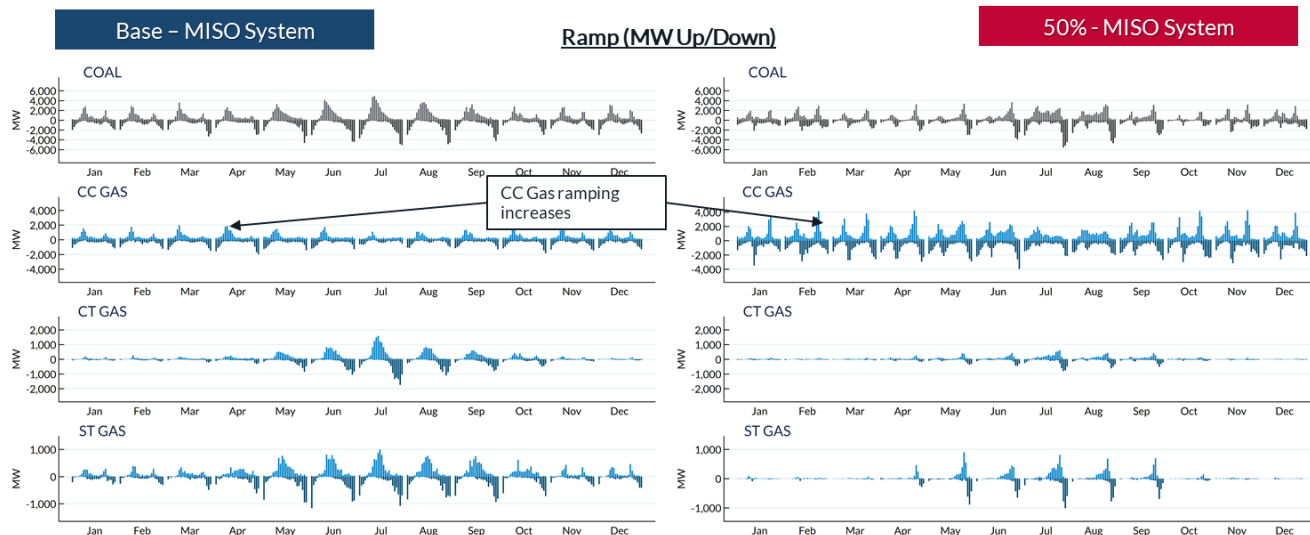 Base – MISO System
Ramp (MW Up/Down)
50% - MISO System
COAL
MW
6,000
4,000
2,000
0
-2,000
-4,000
-6,000
Jan Feb Mar Apr May Jun Jul Aug Sep Oct Nov Dec
COAL
MW
6,000
4,000
2,000
0
-2,000
-4,000
-6,000
Jan Feb Mar Apr May Jun Jul Aug Sep Oct Nov Dec
CC Gas ramping
increases
CC GAS
MW
4,000
2,000
0
-2,000
-4,000
Jan Feb Mar Apr May Jun Jul Aug Sep Oct Nov Dec
CC GAS
MW
4,000
2,000
0
-2,000
-4,000
Jan Feb Mar Apr May Jun Jul Aug Sep Oct Nov Dec
CT GAS
MW
2,000
1,000
0
-1,000
-2,000
Jan Feb Mar Apr May Jun Jul Aug Sep Oct Nov Dec
CT GAS
MW
2,000
1,000
0
-1,000
-2,000
Jan Feb Mar Apr May Jun Jul Aug Sep Oct Nov Dec
ST GAS
MW
1,000
0
-1,000
Jan Feb Mar Apr May Jun Jul Aug Sep Oct Nov Dec
ST GAS
MW
1,000
0
-1,000
Jan Feb Mar Apr May Jun Jul Aug Sep Oct Nov Dec